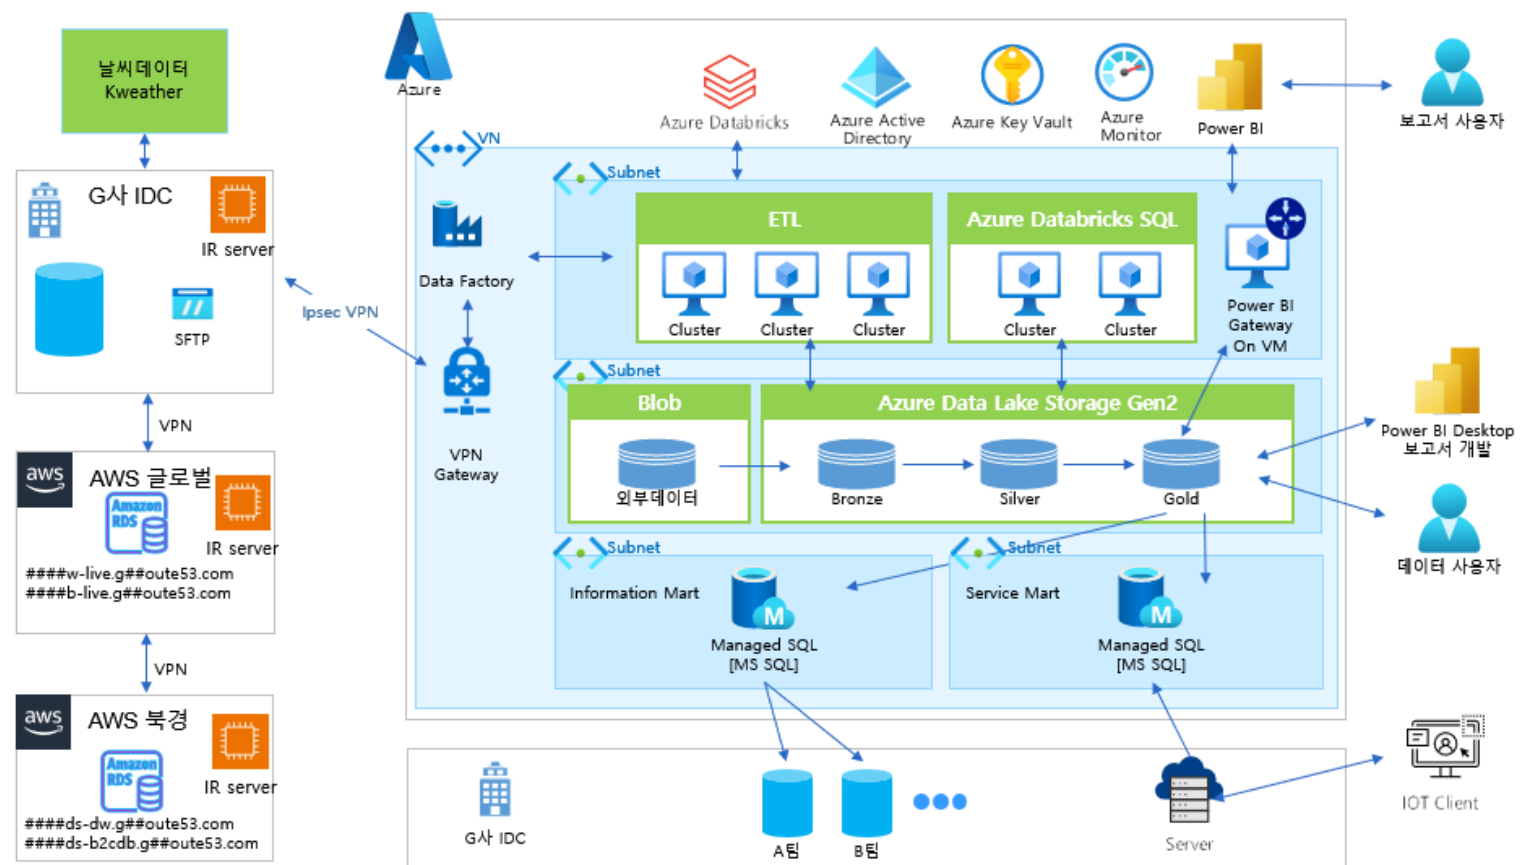 날씨데이터
Kweather
G사 IDC
IR server
SFTP
Ipsec VPN
VPN
aws
AWS 글로벌
Amazon
RDS
IR server
####w-live.g##oute53.com
####b-live.g##oute53.com
VPN
aws
AWS 북경
Amazon
RDS
IR server
####ds-dw.g##oute53.com
####ds-b2cdb.g##oute53.com
Azure
Azure Databricks
Azure Active
Directory
Azure Key Vault
Azure
Monitor
Power BI
보고서 사용자
VN
Data Factory
VPN
Gateway
Subnet
ETL
Cluster
Cluster
Cluster
Azure Databricks SQL
Cluster
Cluster
Power BI
Gateway
On VM
Subnet
Blob
외부데이터
Azure Data Lake Storage Gen2
Bronze
Silver
Gold
Power BI Desktop
보고서 개발
데이터 사용자
Subnet
Information Mart
M
Managed SQL
[MS SQL]
Subnet
Service Mart
M
Managed SQL
[MS SQL]
G사 IDC
A팀
B팀
Server
IOT Client